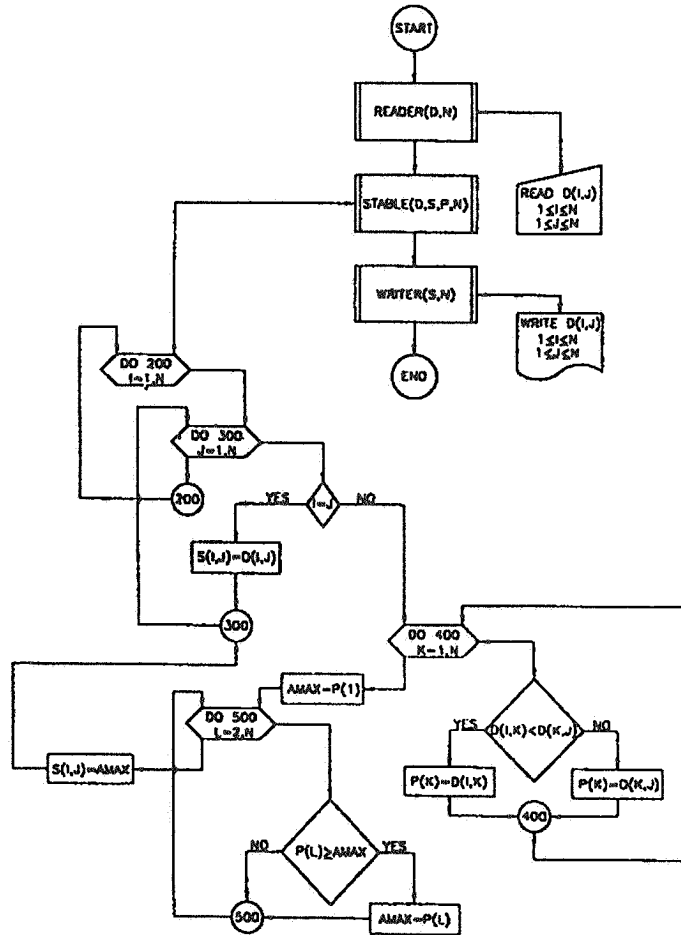 START
READER(D,N)
READ D(I,J)
1≤I≤N
1≤J≤N
STABLE(D,S,P,N)
WRITER(S,N)
WRITE D(I,J)
1≤I≤N
1≤J≤N
END
DO 200
I=1,N
DO 300
J=1,N
200
YES
I=J
NO
S(I,J)=D(I,J)
300
DO 400
K=1,N
AMAX=P(1)
DO 500
L=2,N
YES
D(I,K)<D(K,J)
NO
S(I,J)=AMAX
P(K)=D(I,K)
P(K)=D(K,J)
400
NO
P(L)≥AMAX
YES
500
AMAX=P(L)